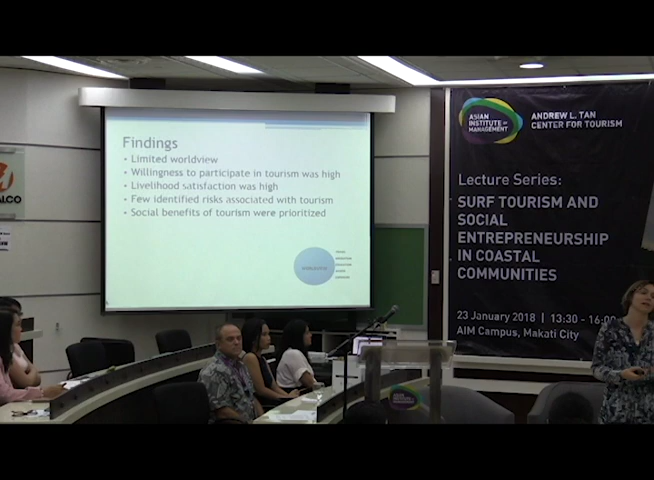 Findings
• Limited worldview
• Willingness to participate in tourism was high
• Livelihood satisfaction was high
• Few identified risks associated with tourism
• Social benefits of tourism were prioritized
ALCO
ASIAN
INSTITUTE OF
MANAGEMENT
ANDREW L. TAN
CENTER FOR TOURISM
Lecture Series:
SURF TOURISM AND
SOCIAL
ENTREPRENEURSHIP
IN COASTAL
COMMUNITIES
23 January 2018 | 13:30 - 16:00
AIM Campus, Makati City